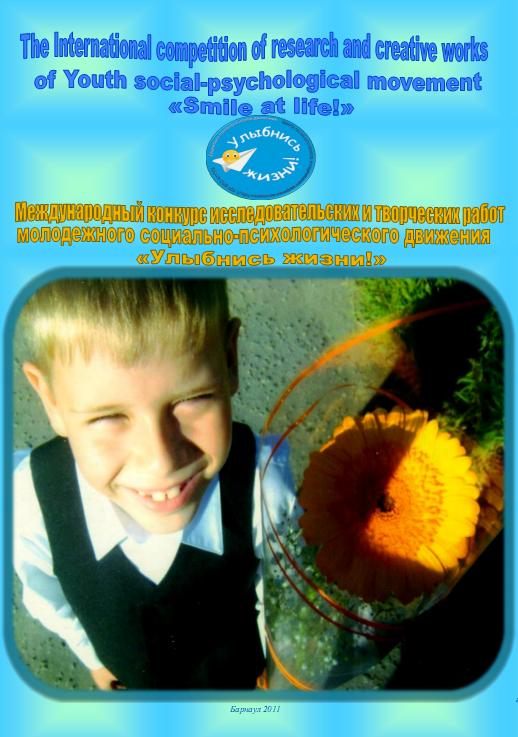 The International competition of research and creative works
of Youth social-psychological movement
«Smile at life!»
Улыбнись
жизни!
Международный конкурс исследовательских и творческих работ
молодежного социально-психологического движения
«Улыбнись жизни!»
Барнаул 2011